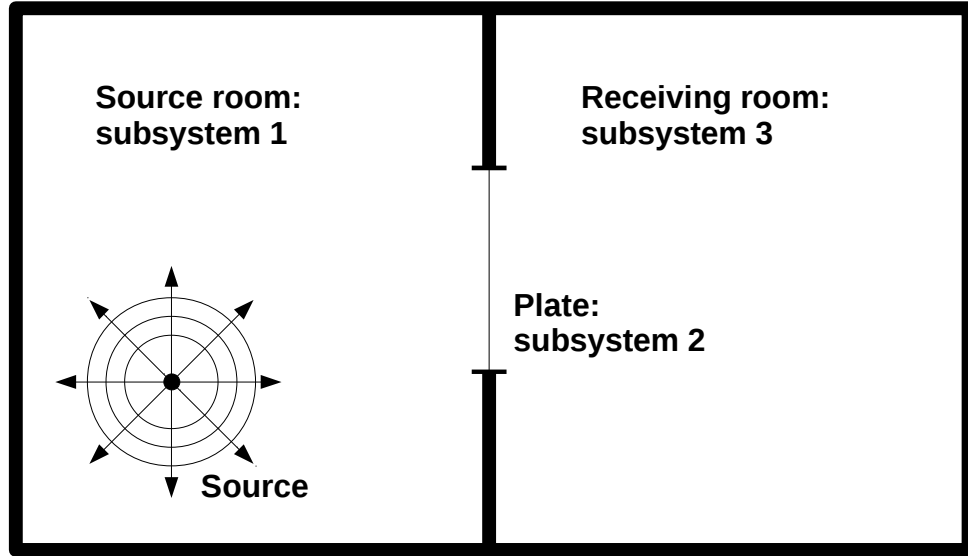 Source room:
subsystem 1
Receiving room:
subsystem 3
Plate:
subsystem 2
Source